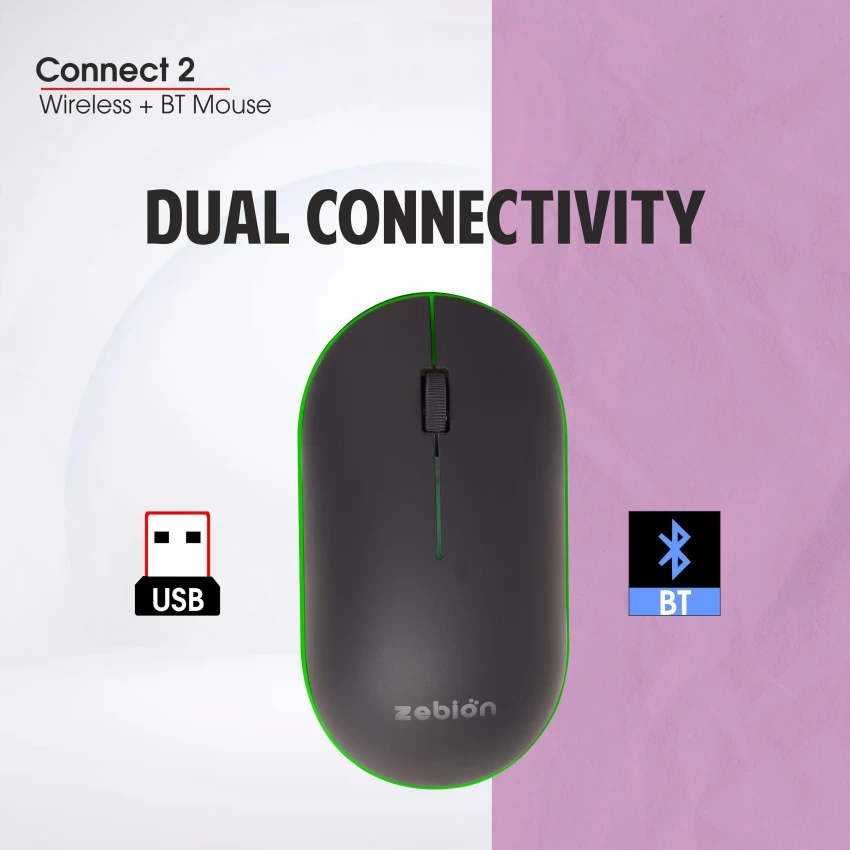 Connect 2
Wireless + BT Mouse
DUAL CONNECTIVITY
USB
BT
zebion